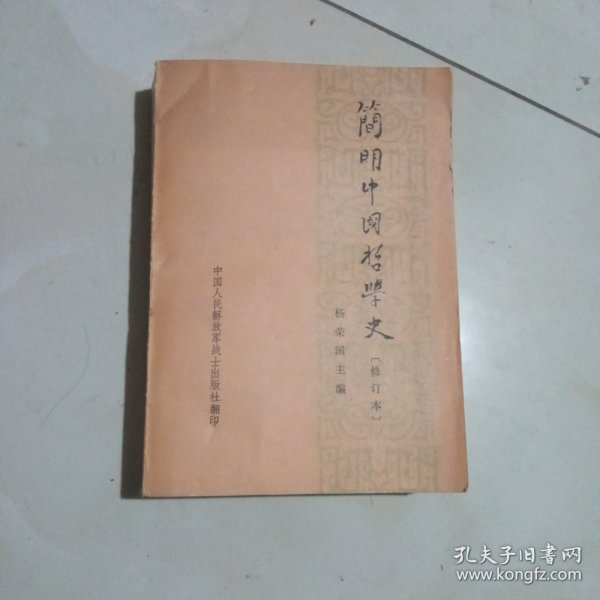 簡明中國哲學史
〔修订本〕
杨荣国主编
中国人民解放军战士出版社翻印
孔夫子旧书网
www.kongfz.com